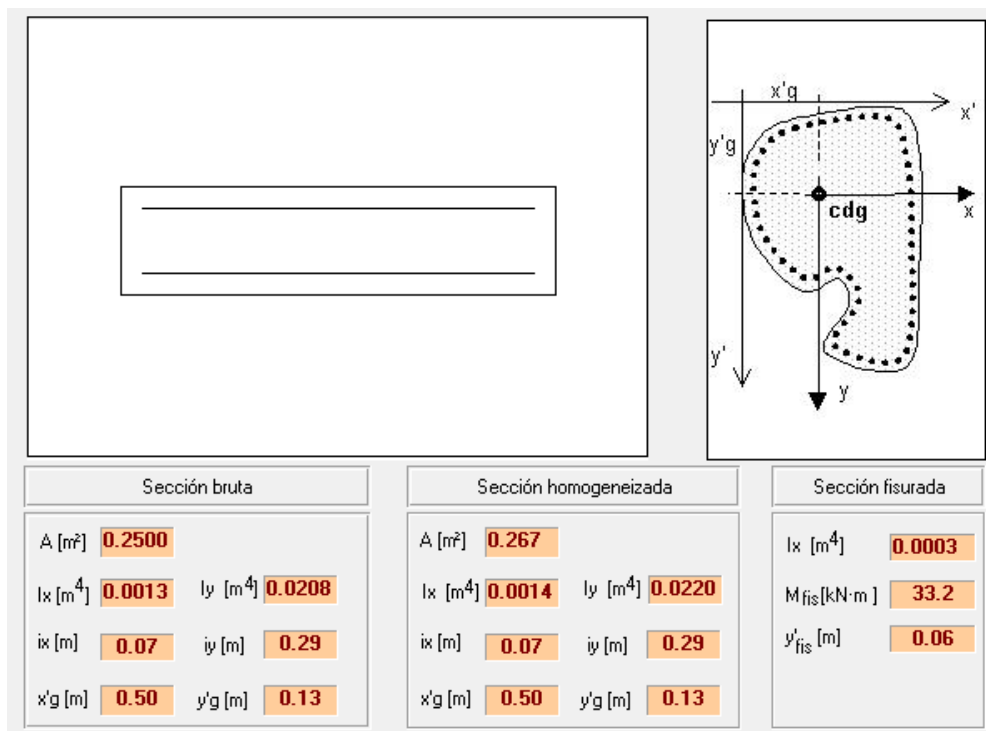 x'g
x'
y'g
cdg
x
y'
y
Sección bruta
A [m²] 0.2500
Ix [m4] 0.0013 Iy [m4] 0.0208
ix [m] 0.07 iy [m] 0.29
x'g [m] 0.50 y'g [m] 0.13
Sección homogeneizada
A [m²] 0.267
Ix [m4] 0.0014 Iy [m4] 0.0220
ix [m] 0.07 iy [m] 0.29
x'g [m] 0.50 y'g [m] 0.13
Sección fisurada
Ix [m4] 0.0003
Mfis[kN·m ] 33.2
y'fis [m] 0.06